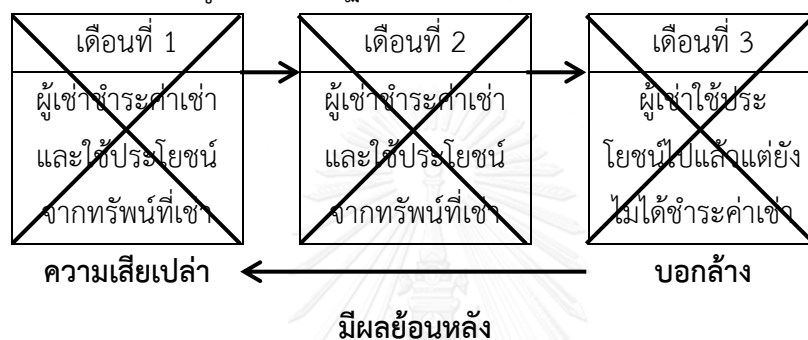 เดือนที่ 1
ผู้เช่าชำระค่าเช่า
และใช้ประโยชน์
จากทรัพย์ที่เช่า
เดือนที่ 2
ผู้เช่าชำระค่าเช่า
และใช้ประโยชน์
จากทรัพย์ที่เช่า
เดือนที่ 3
ผู้เช่าใช้ประ
โยชน์ไปแล้วแต่ยัง
ไม่ได้ชำระค่าเช่า
ความเสียเปล่า
บอกล้าง
มีผลย้อนหลัง